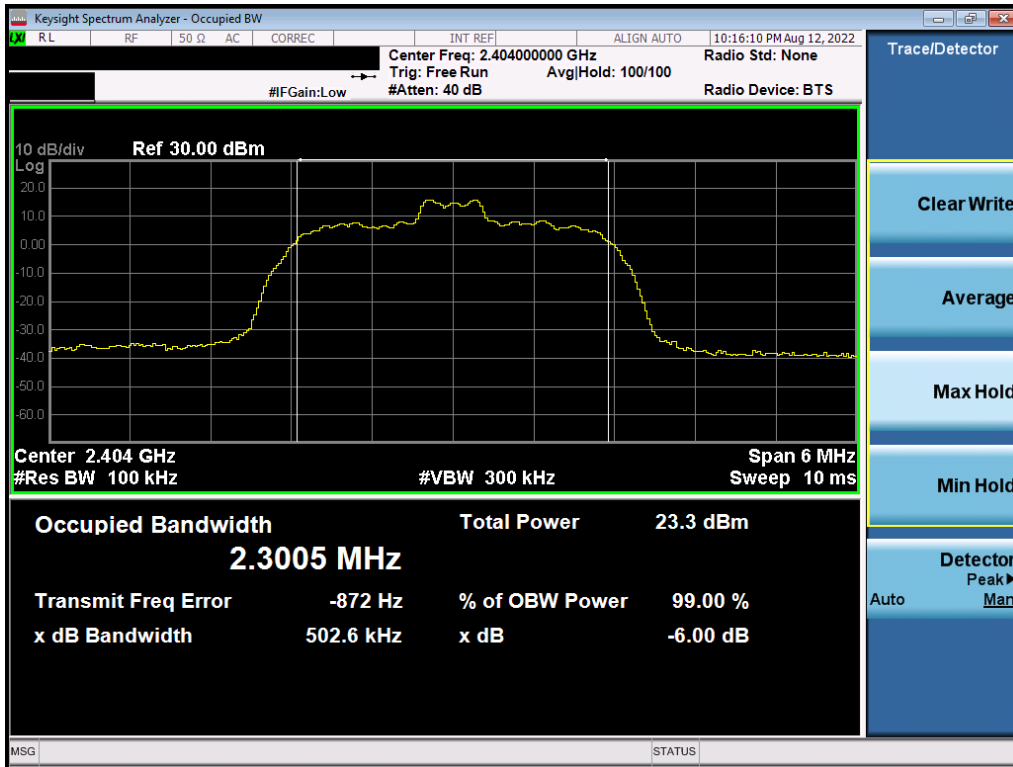 Keysight Spectrum Analyzer - Occupied BW
LXI RL RF 50 Ω AC CORREC INT REF ALIGN AUTO 10:16:10 PM Aug 12, 2022
Center Freq: 2.404000000 GHz Radio Std: None
Trig: Free Run Avg|Hold: 100/100
#IFGain:Low #Atten: 40 dB Radio Device: BTS
10 dB/div Ref 30.00 dBm
Log
20.0
10.0
0.00
-10.0
-20.0
-30.0
-40.0
-50.0
-60.0
Center 2.404 GHz Span 6 MHz
#Res BW 100 kHz #VBW 300 kHz Sweep 10 ms
Occupied Bandwidth Total Power 23.3 dBm
2.3005 MHz
Transmit Freq Error -872 Hz % of OBW Power 99.00 %
x dB Bandwidth 502.6 kHz x dB -6.00 dB
MSG STATUS
Trace/Detector
Clear Write
Average
Max Hold
Min Hold
Detector
Peak▶
Auto Man